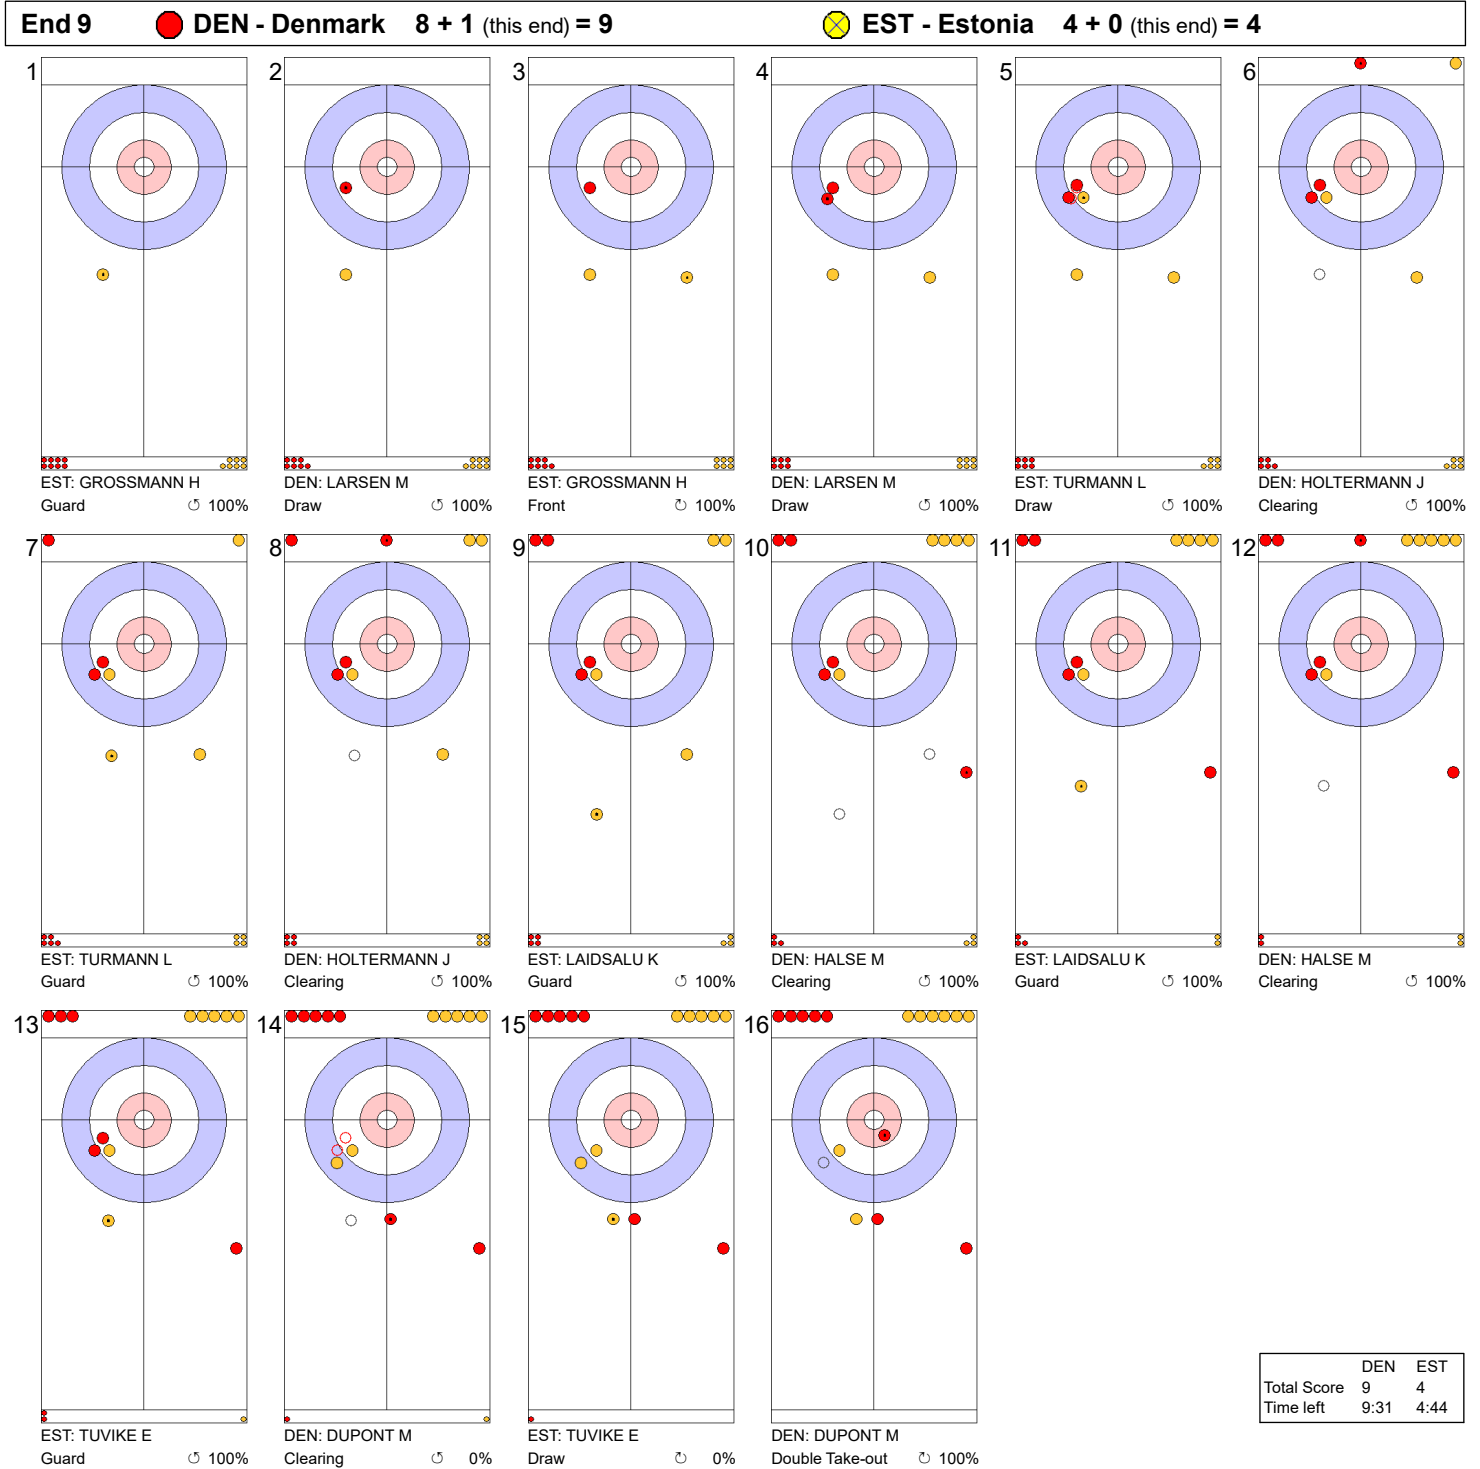 End 9 DEN - Denmark 8 + 1 (this end) = 9 EST - Estonia 4 + 0 (this end) = 4
1 2 3 4 5 6
EST: GROSSMANN H DEN: LARSEN M EST: GROSSMANN H DEN: LARSEN M EST: TURMANN L DEN: HOLTERMANN J
Guard ↺ 100% Draw ↺ 100% Front ↻ 100% Draw ↻ 100% Draw ↻ 100% Clearing ↺ 100%
7 8 9 10 11 12
EST: TURMANN L DEN: HOLTERMANN J EST: LAIDSALU K DEN: HALSE M EST: LAIDSALU K DEN: HALSE M
Guard ↺ 100% Clearing ↺ 100% Guard ↺ 100% Clearing ↺ 100% Guard ↺ 100% Clearing ↺ 100%
13 14 15 16
EST: TUVIKE E DEN: DUPONT M EST: TUVIKE E DEN: DUPONT M
Guard ↺ 100% Clearing ↺ 0% Draw ↻ 0% Double Take-out ↻ 100%
DEN EST
Total Score 9 4
Time left 9:31 4:44